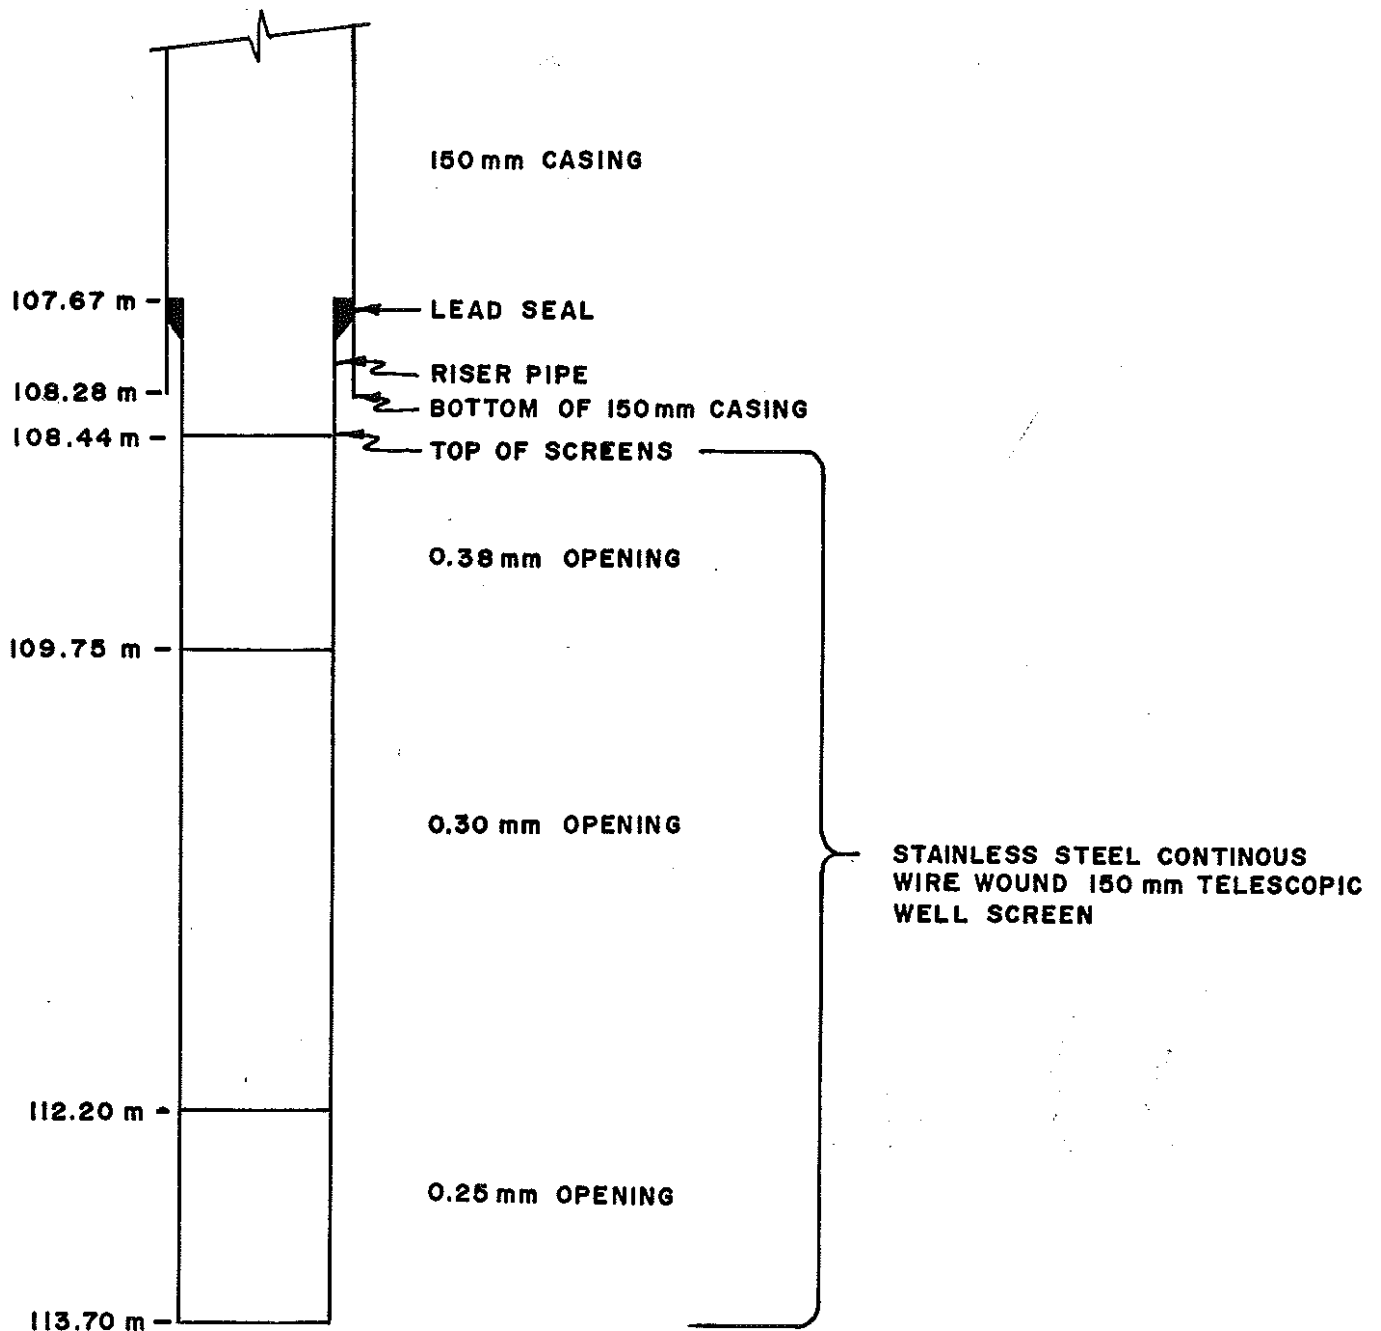 150 mm CASING
107.67 m
LEAD SEAL
RISER PIPE
108.28 m
BOTTOM OF 150 mm CASING
108.44 m
TOP OF SCREENS
0.38 mm OPENING
109.75 m
0.30 mm OPENING
STAINLESS STEEL CONTINOUS
WIRE WOUND 150 mm TELESCOPIC
WELL SCREEN
112.20 m
0.25 mm OPENING
113.70 m